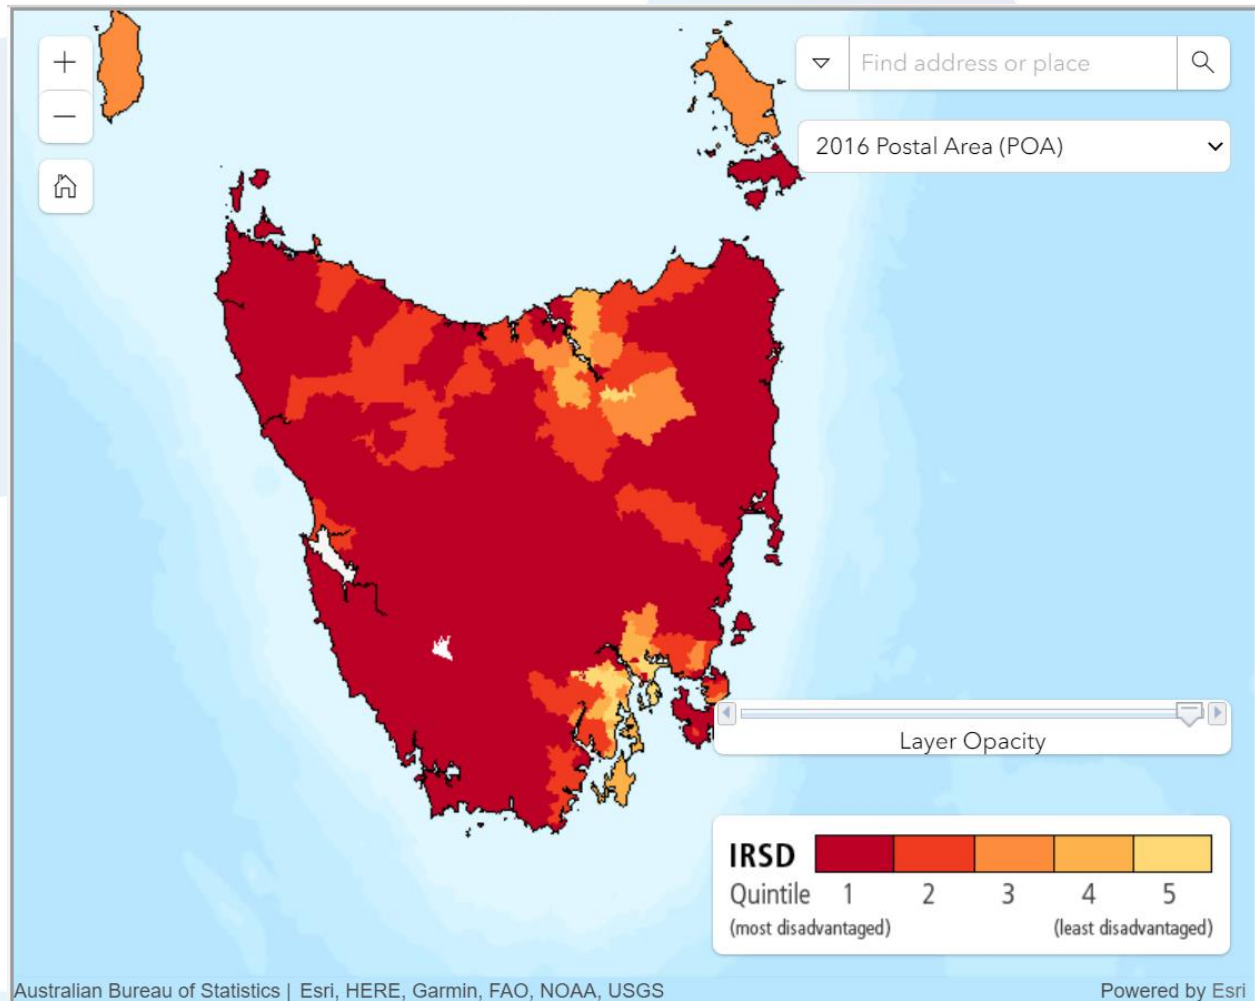 +
Find address or place
−
2016 Postal Area (POA)
Layer Opacity
IRSD
Quintile 1 2 3 4 5
(most disadvantaged) (least disadvantaged)
Australian Bureau of Statistics | Esri, HERE, Garmin, FAO, NOAA, USGS Powered by Esri